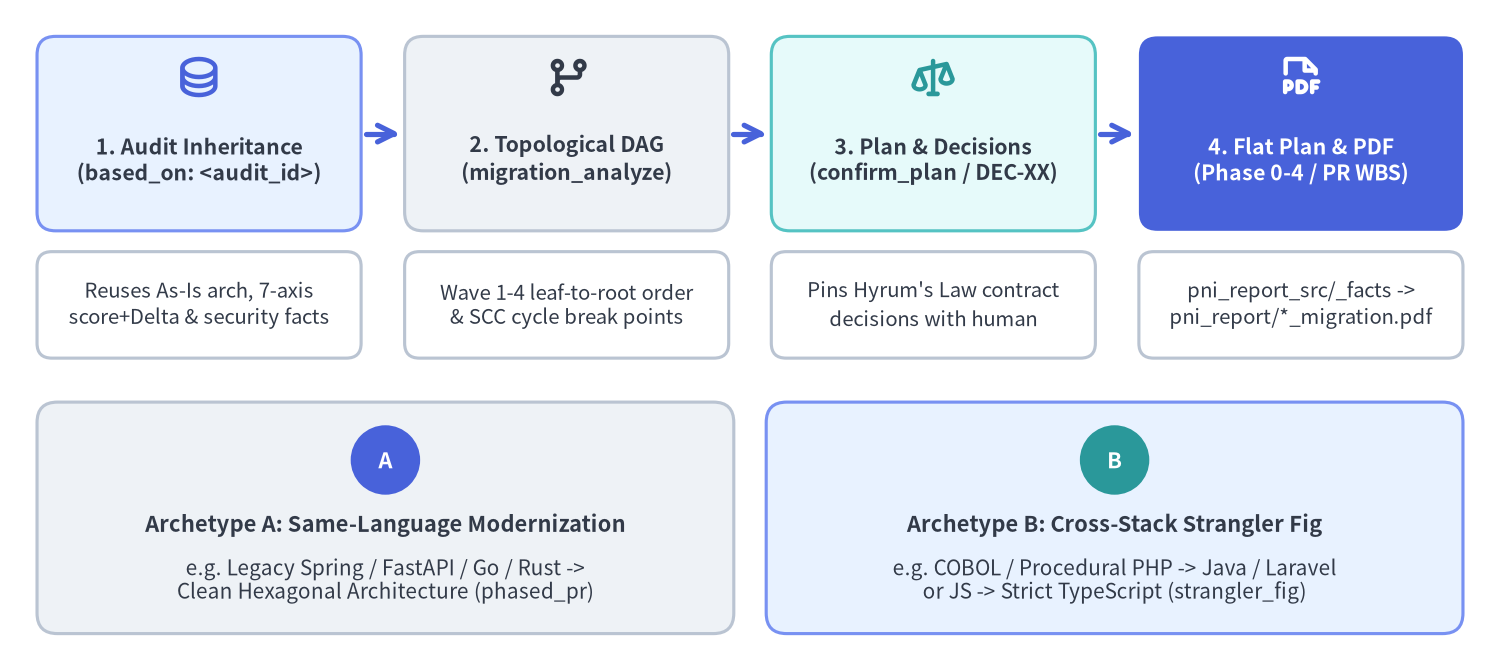 1. Audit Inheritance
(based_on: <audit_id>)
2. Topological DAG
(migration_analyze)
3. Plan & Decisions
(confirm_plan / DEC-XX)
PDF
4. Flat Plan & PDF
(Phase 0-4 / PR WBS)
Reuses As-Is arch, 7-axis
score+Delta & security facts
Wave 1-4 leaf-to-root order
& SCC cycle break points
Pins Hyrum's Law contract
decisions with human
pni_report_src/_facts ->
pni_report/*_migration.pdf
A
Archetype A: Same-Language Modernization
e.g. Legacy Spring / FastAPI / Go / Rust ->
Clean Hexagonal Architecture (phased_pr)
B
Archetype B: Cross-Stack Strangler Fig
e.g. COBOL / Procedural PHP -> Java / Laravel
or JS -> Strict TypeScript (strangler_fig)